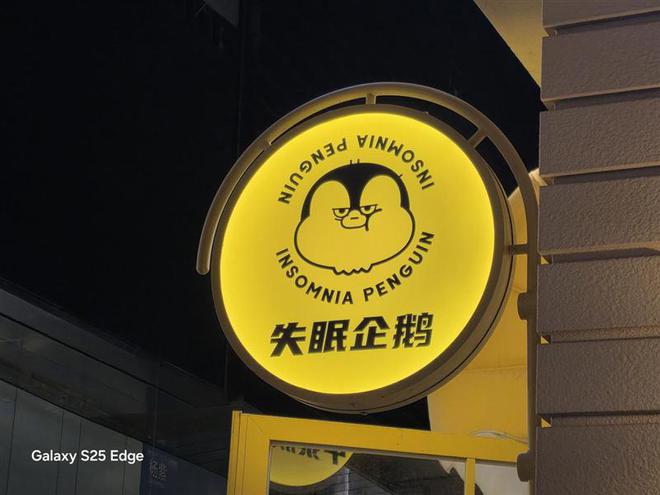 INSOMNIA PENGUIN
INSOMNIA PENGUIN
失眠企鹅
Galaxy S25 Edge